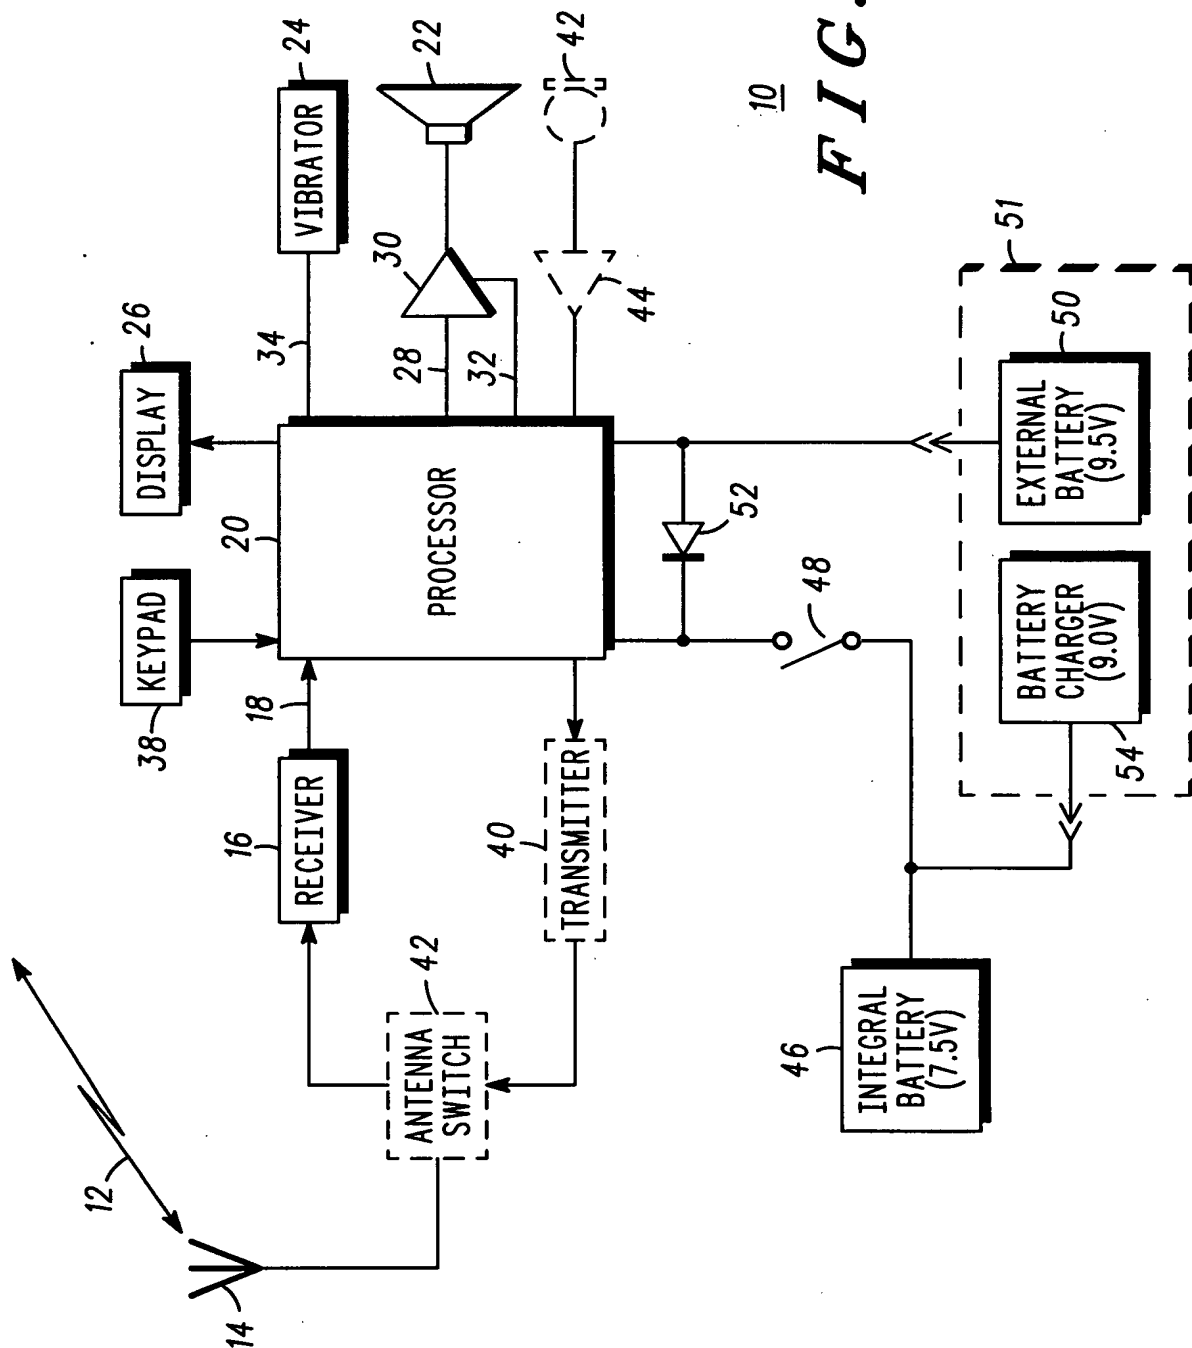 12
14
ANTENNA
SWITCH
42
16
RECEIVER
18
38
KEYPAD
DISPLAY
26
20
PROCESSOR
34
VIBRATOR
24
28
30
22
32
44
42
40
TRANSMITTER
52
48
46
INTEGRAL
BATTERY
(7.5V)
54
BATTERY
CHARGER
(9.0V)
EXTERNAL
BATTERY
(9.5V)
50
51
10
FIG.